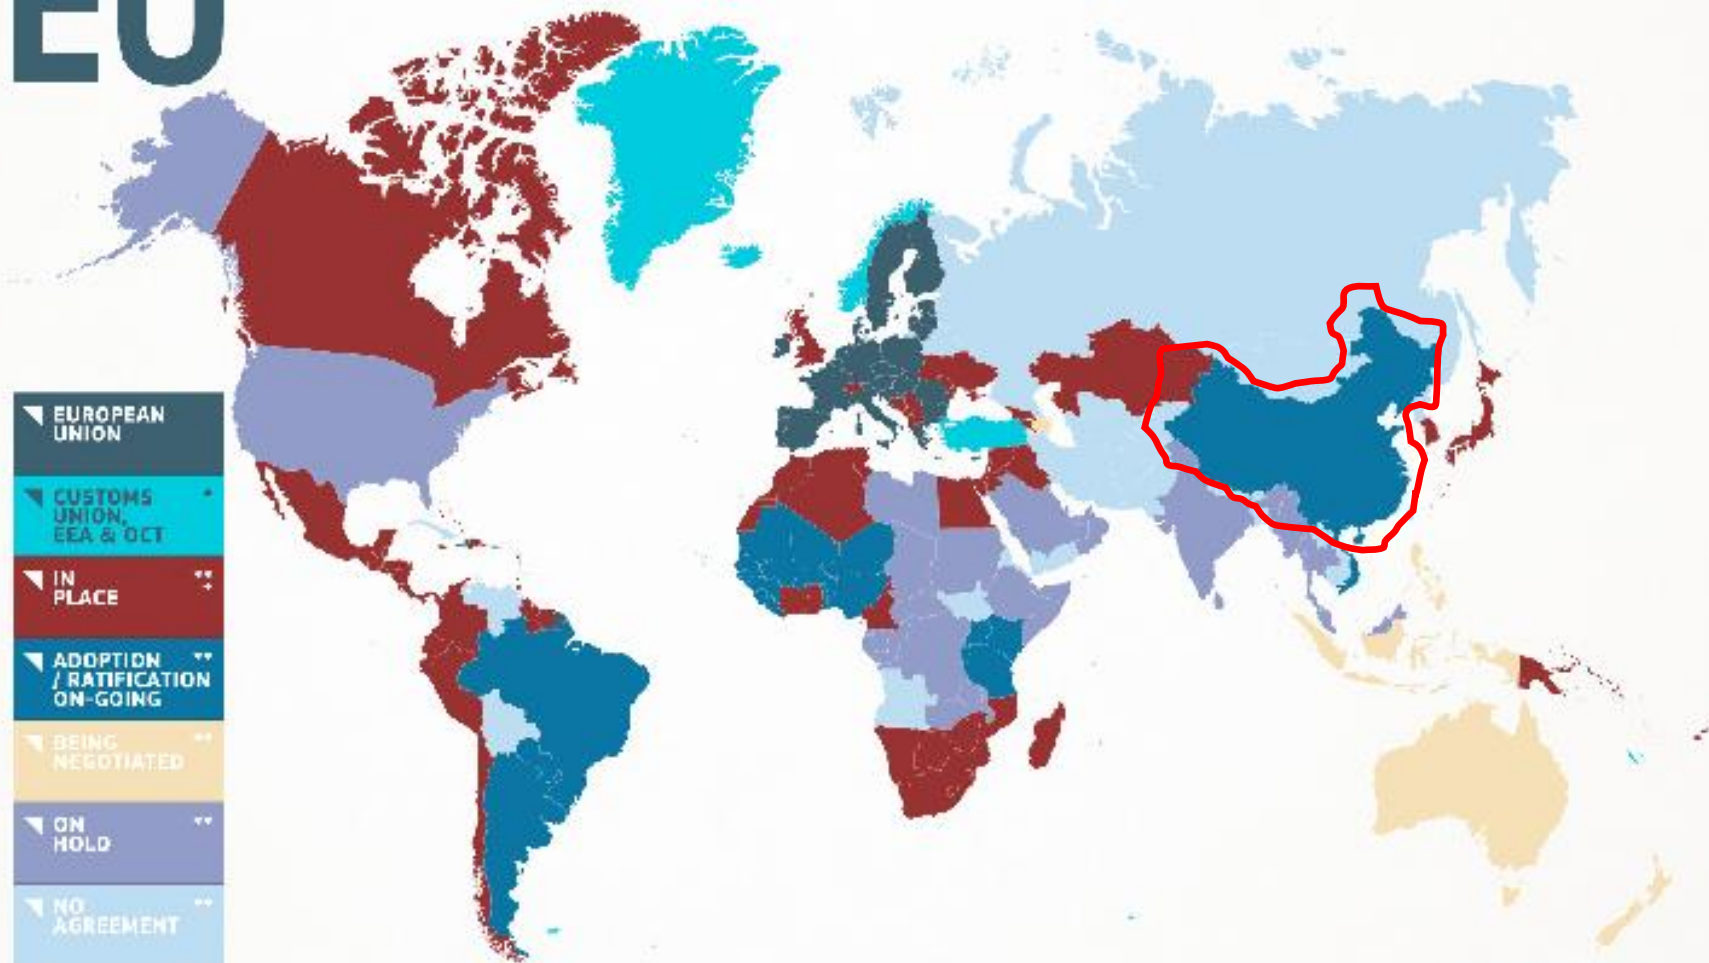 EU
EUROPEAN
UNION
CUSTOMS *
UNION,
EEA & OCT
IN **
PLACE *
ADOPTION **
/ RATIFICATION
ON-GOING
BEING **
NEGOTIATED
ON **
HOLD
NO **
AGREEMENT